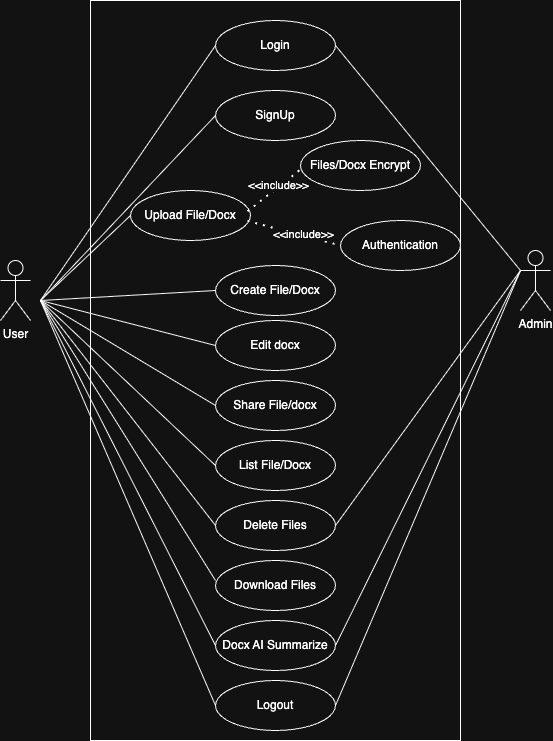 Login
SignUp
Files/Docx Encrypt
<<include>>
Upload File/Docx
<<include>>
Authentication
Create File/Docx
User
Admin
Edit docx
Share File/docx
List File/Docx
Delete Files
Download Files
Docx AI Summarize
Logout